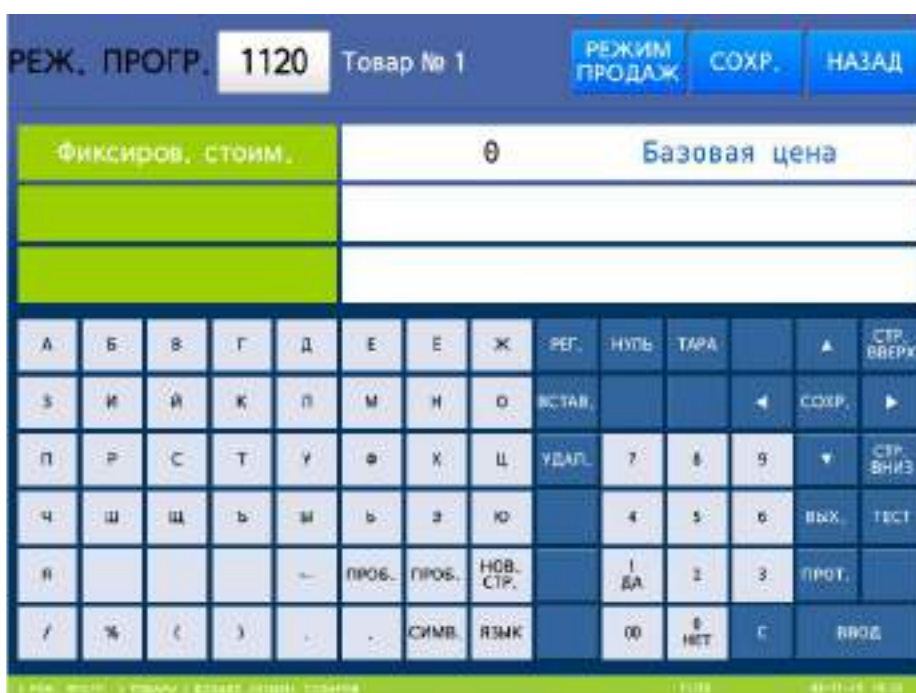 РЕЖ. ПРОГР. 1120 Товар № 1 РЕЖИМ ПРОДАЖ СОХР. НАЗАД
Фиксиров. стоим. 0 Базовая цена
А Б В Г Д Е Ё Ж РЕГ. НУЛЬ ТАРА ▲ СТР. ВВЕРХ
З И Й К Л М Н О ВСТАВ. ◀ СОХР. ▶
П Р С Т У Ф Х Ц УДАЛ. 7 8 9 ▼ СТР. ВНИЗ
Ч Ш Щ Ъ Ы Ь Э Ю 4 5 6 ВЫХ. ТЕСТ
Я ПРОБ. ПРОБ. НОВ. СТР. 1 ДА 2 3 ПРОТ.
/ % ( ) СИМВ. ЯЗЫК 00 0 НЕТ С ВВОД